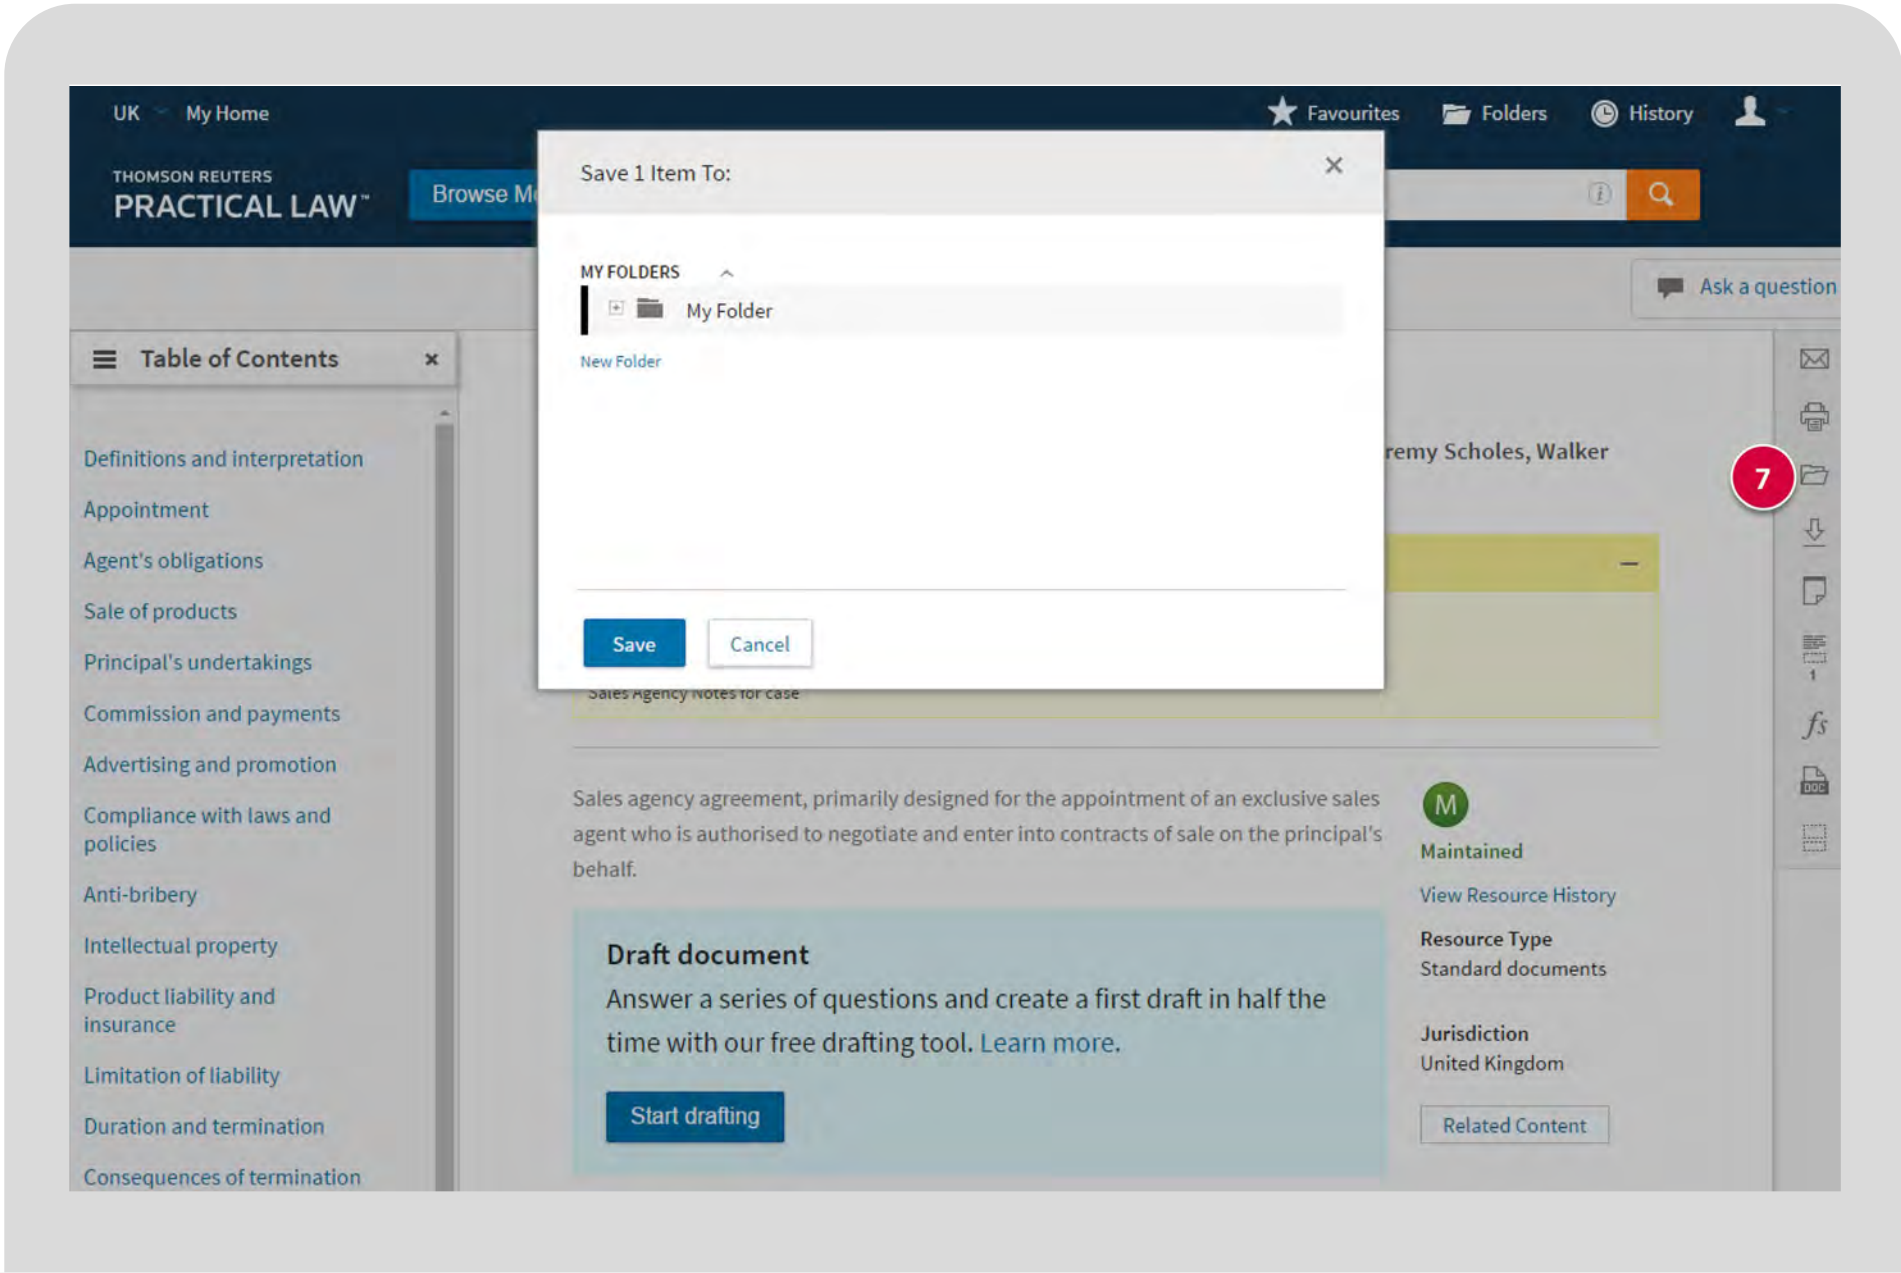 UK My Home
Favourites Folders History
THOMSON REUTERS
PRACTICAL LAW™
Browse
Save 1 Item To:
MY FOLDERS
My Folder
New Folder
Save Cancel
Ask a question
Table of Contents
Definitions and interpretation
Appointment
Agent's obligations
Sale of products
Principal's undertakings
Commission and payments
Advertising and promotion
Compliance with laws and
policies
Anti-bribery
Intellectual property
Product liability and
insurance
Limitation of liability
Duration and termination
Consequences of termination
remy Scholes, Walker
7
1
fs
DOC
Sales Agency Notes for case
Sales agency agreement, primarily designed for the appointment of an exclusive sales
agent who is authorised to negotiate and enter into contracts of sale on the principal's
behalf.
Draft document
Answer a series of questions and create a first draft in half the
time with our free drafting tool. Learn more.
Start drafting
M
Maintained
View Resource History
Resource Type
Standard documents
Jurisdiction
United Kingdom
Related Content